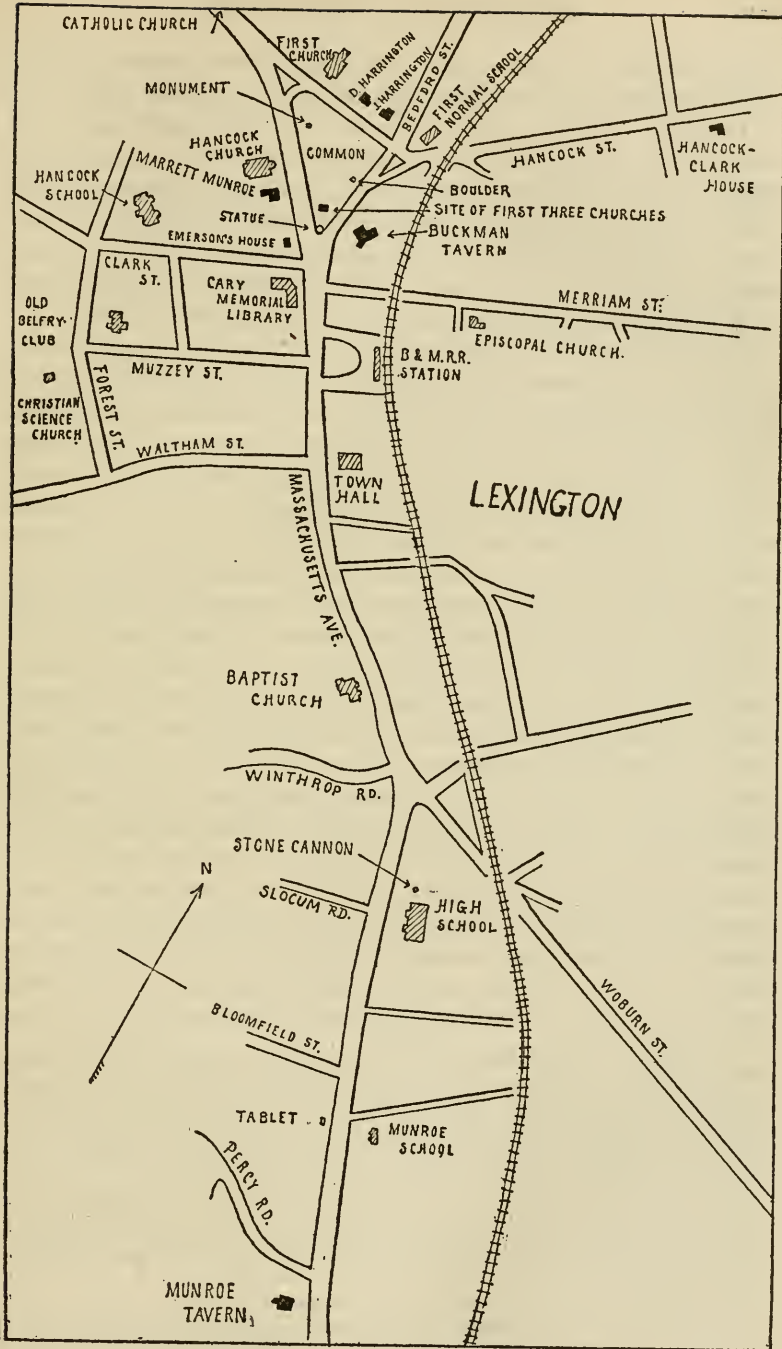 CATHOLIC CHURCH
FIRST
CHURCH
D. HARRINGTON
J. HARRINGTON
BEDFORD ST.
FIRST
NORMAL SCHOOL
MONUMENT
HANCOCK
CHURCH
COMMON
HANCOCK ST.
HANCOCK-
CLARK
HOUSE
HANCOCK
SCHOOL
MARRETT MUNROE
BOULDER
STATUE
SITE OF FIRST THREE CHURCHES
EMERSON'S HOUSE
BUCKMAN
TAVERN
CLARK
ST.
CARY
MEMORIAL
LIBRARY
MERRIAM ST.
OLD
BELFRY
CLUB
EPISCOPAL CHURCH.
B & M. R.R.
STATION
MUZZEY ST.
CHRISTIAN
SCIENCE
CHURCH
FOREST ST.
WALTHAM ST.
TOWN
HALL
MASSACHUSETTS AVE.
LEXINGTON
BAPTIST
CHURCH
WINTHROP RD.
STONE CANNON
N
SLOCUM RD.
HIGH
SCHOOL
BLOOMFIELD ST.
WOBURN ST.
TABLET
MUNROE
SCHOOL
PERCY RD.
MUNROE
TAVERN